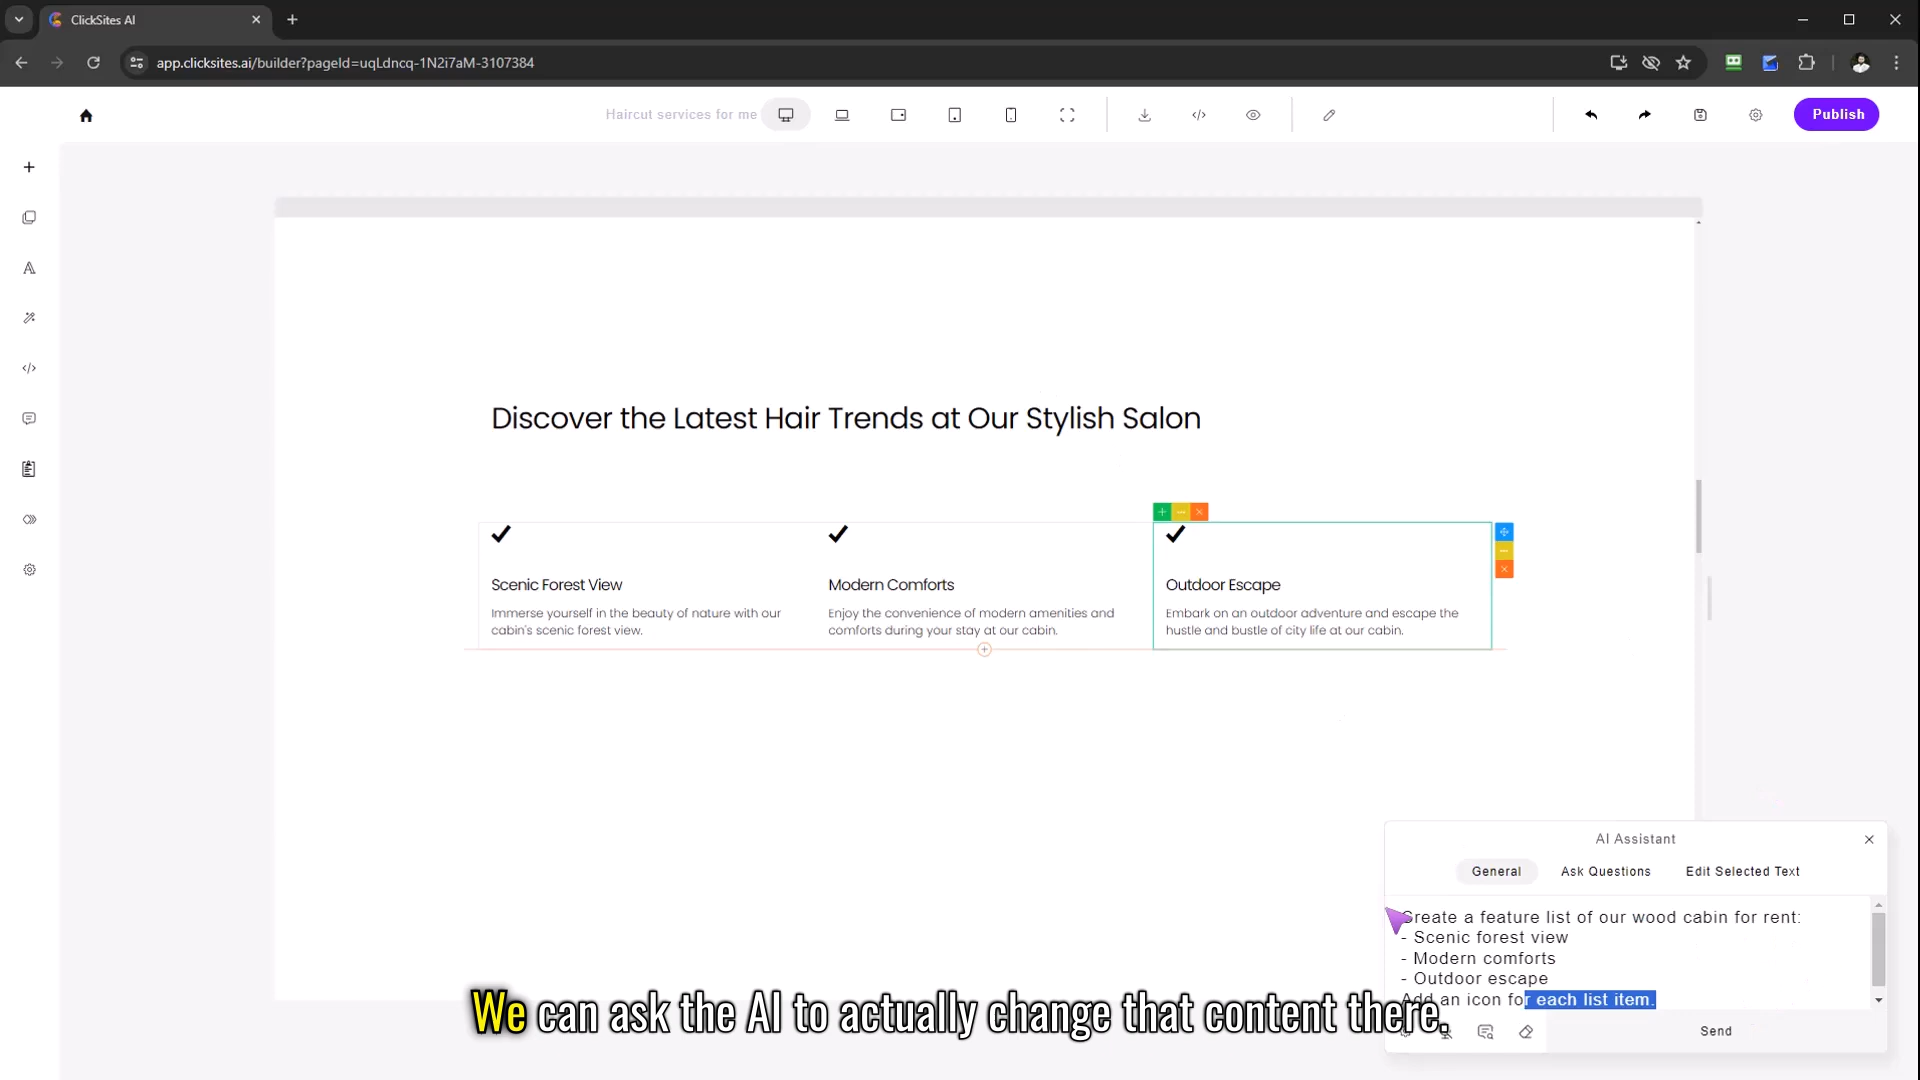 ClickSites AI
app.clicksites.ai/builder?pageId=uqLdncq-1N2i7aM-3107384
Haircut services for me
Publish
Discover the Latest Hair Trends at Our Stylish Salon
Scenic Forest View
Immerse yourself in the beauty of nature with our
cabin's scenic forest view.
Modern Comforts
Enjoy the convenience of modern amenities and
comforts during your stay at our cabin.
Outdoor Escape
Embark on an outdoor adventure and escape the
hustle and bustle of city life at our cabin.
AI Assistant
General
Ask Questions
Edit Selected Text
Create a feature list of our wood cabin for rent:
- Scenic forest view
- Modern comforts
- Outdoor escape
Add an icon for each list item.
Send
We can ask the AI to actually change that content there.